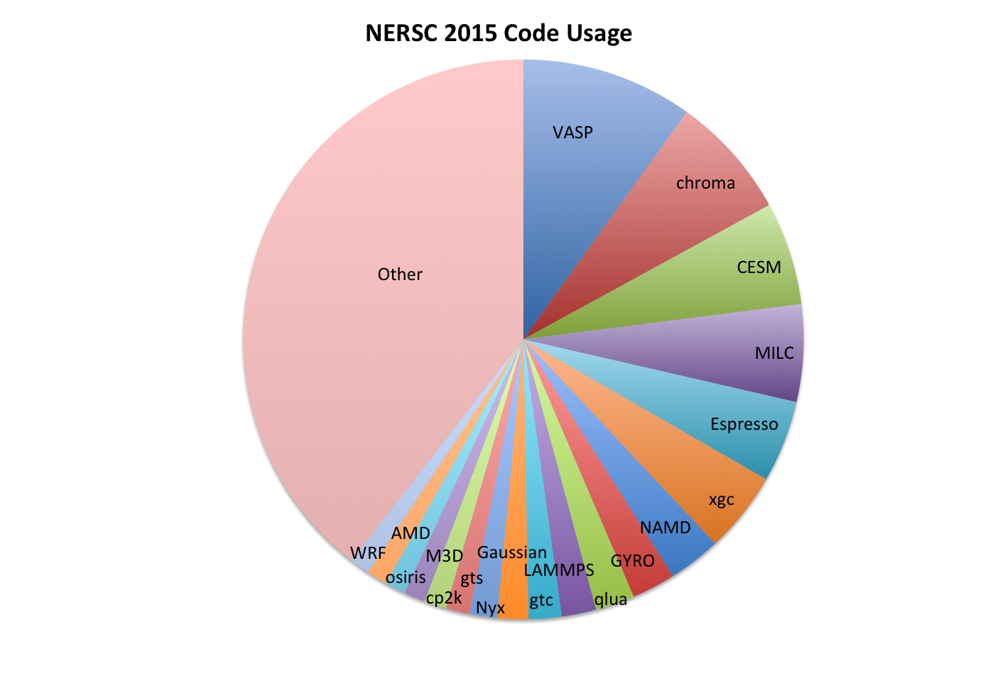 NERSC 2015 Code Usage
VASP
chroma
CESM
MILC
Espresso
xgc
NAMD
GYRO
qlua
LAMMPS
gtc
Gaussian
Nyx
gts
cp2k
M3D
osiris
AMD
WRF
Other